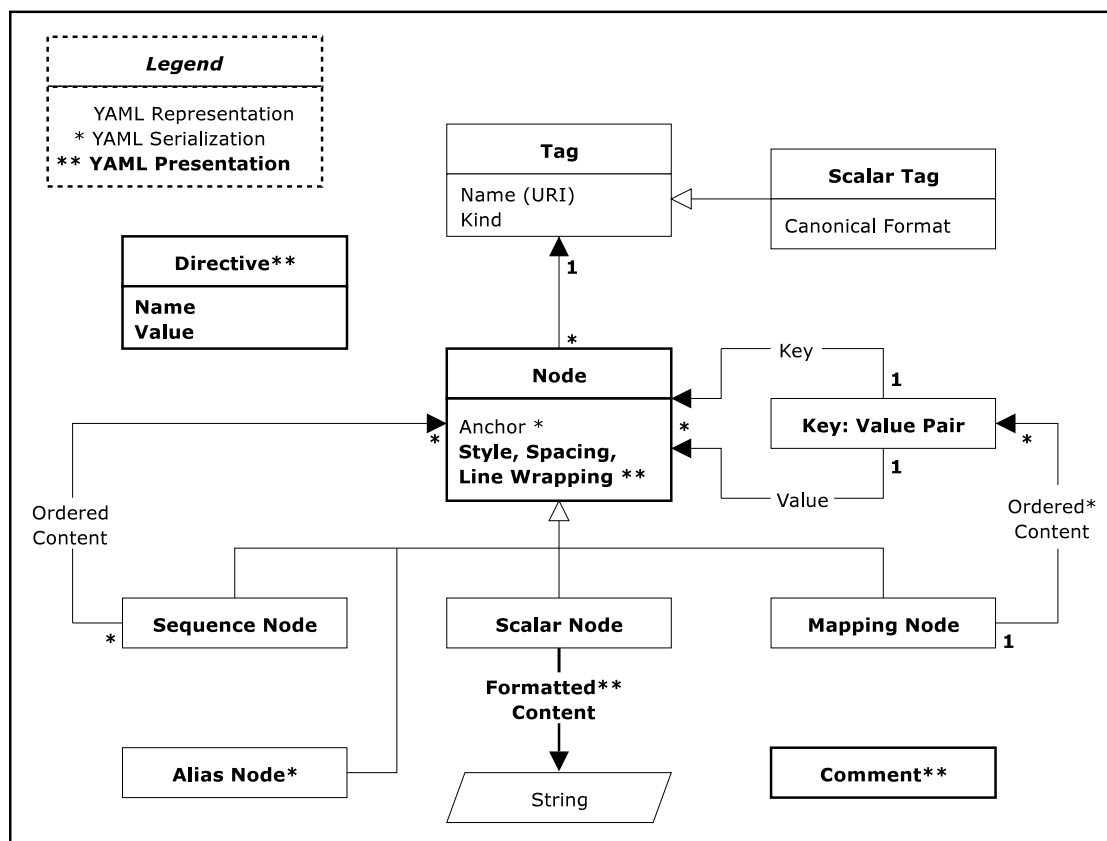 Legend
YAML Representation
* YAML Serialization
** YAML Presentation
Tag
Name (URI)
Kind
Scalar Tag
Canonical Format
1
*
Directive**
Name
Value
Node
Anchor *
Style, Spacing,
Line Wrapping **
Key
1
Key: Value Pair
*
*
*
1
Value
Ordered
Content
Ordered*
Content
Sequence Node
*
Scalar Node
Mapping Node
1
Formatted**
Content
Alias Node*
String
Comment**